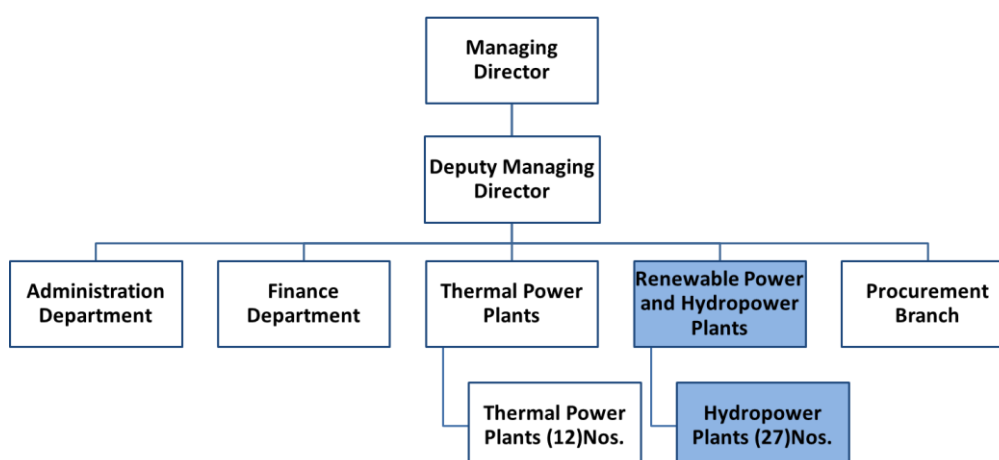 Managing
Director
Deputy Managing
Director
Administration
Department
Finance
Department
Thermal Power
Plants
Renewable Power
and Hydropower
Plants
Procurement
Branch
Thermal Power
Plants (12)Nos.
Hydropower
Plants (27)Nos.